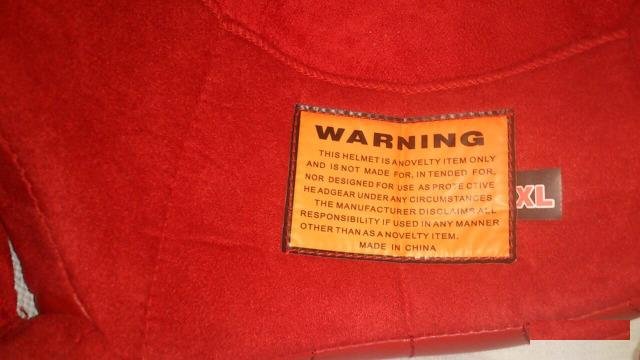 WARNING
THIS HELMET IS A NOVELTY ITEM ONLY
AND IS NOT MADE FOR, INTENDED FOR,
NOR DESIGNED FOR USE AS PROTECTIVE
HEADGEAR UNDER ANY CIRCUMSTANCES
THE MANUFACTURER DISCLAIMS ALL
RESPONSIBILITY IF USED IN ANY MANNER
OTHER THAN AS A NOVELTY ITEM.
MADE IN CHINA
XL